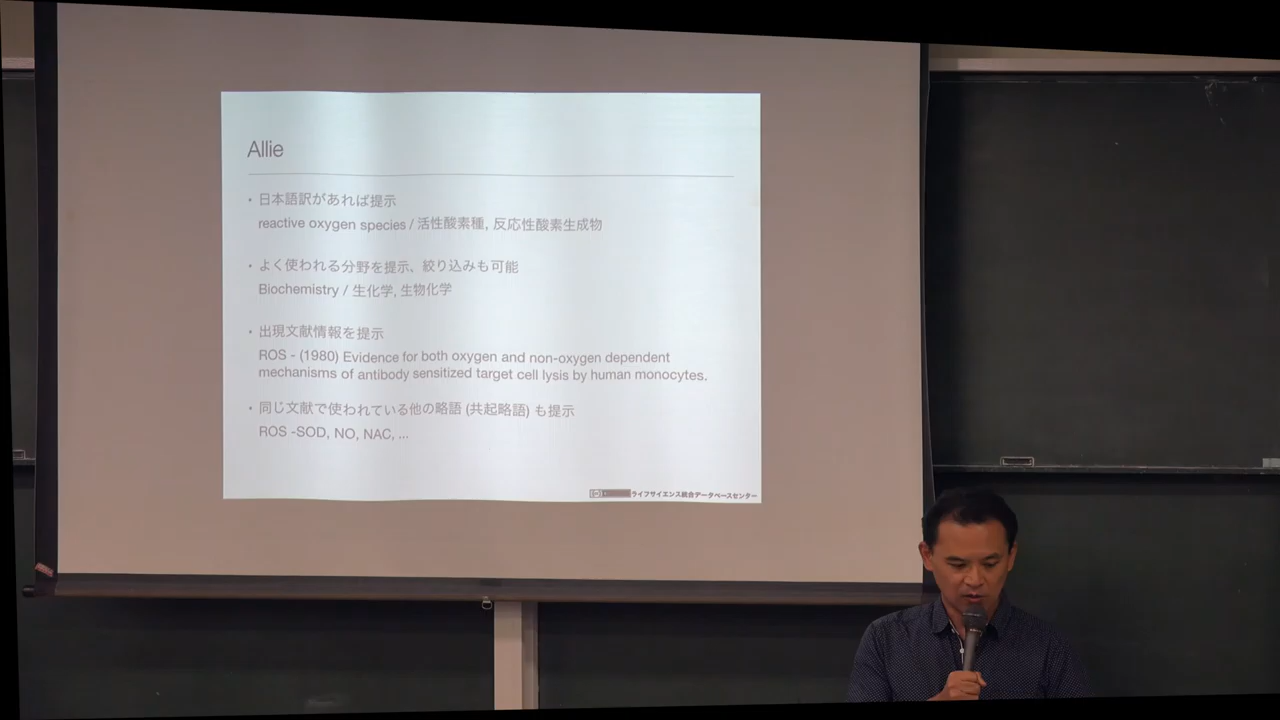 Allie
・日本語訳があれば提示
reactive oxygen species / 活性酸素種, 反応性酸素生成物
・よく使われる分野を提示、絞り込みも可能
Biochemistry / 生化学, 生物化学
・出現文献情報を提示
ROS - (1980) Evidence for both oxygen and non-oxygen dependent
mechanisms of antibody sensitized target cell lysis by human monocytes.
・同じ文献で使われている他の略語 (共起略語) も提示
ROS -SOD, NO, NAC, ...
ライフサイエンス統合データベースセンター